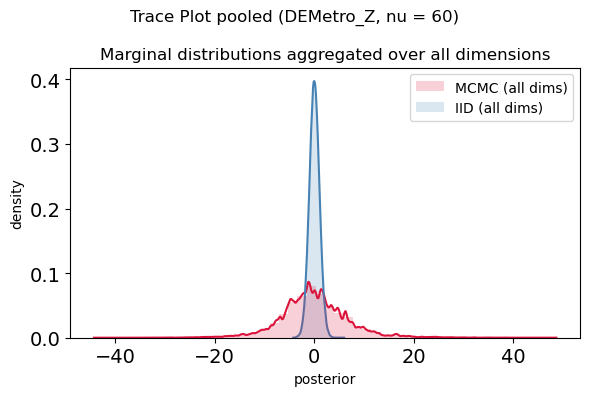 Trace Plot pooled (DEMetro_Z, nu = 60)
Marginal distributions aggregated over all dimensions
MCMC (all dims)
IID (all dims)
density
0.4
0.3
0.2
0.1
0.0
−40
−20
0
20
40
posterior